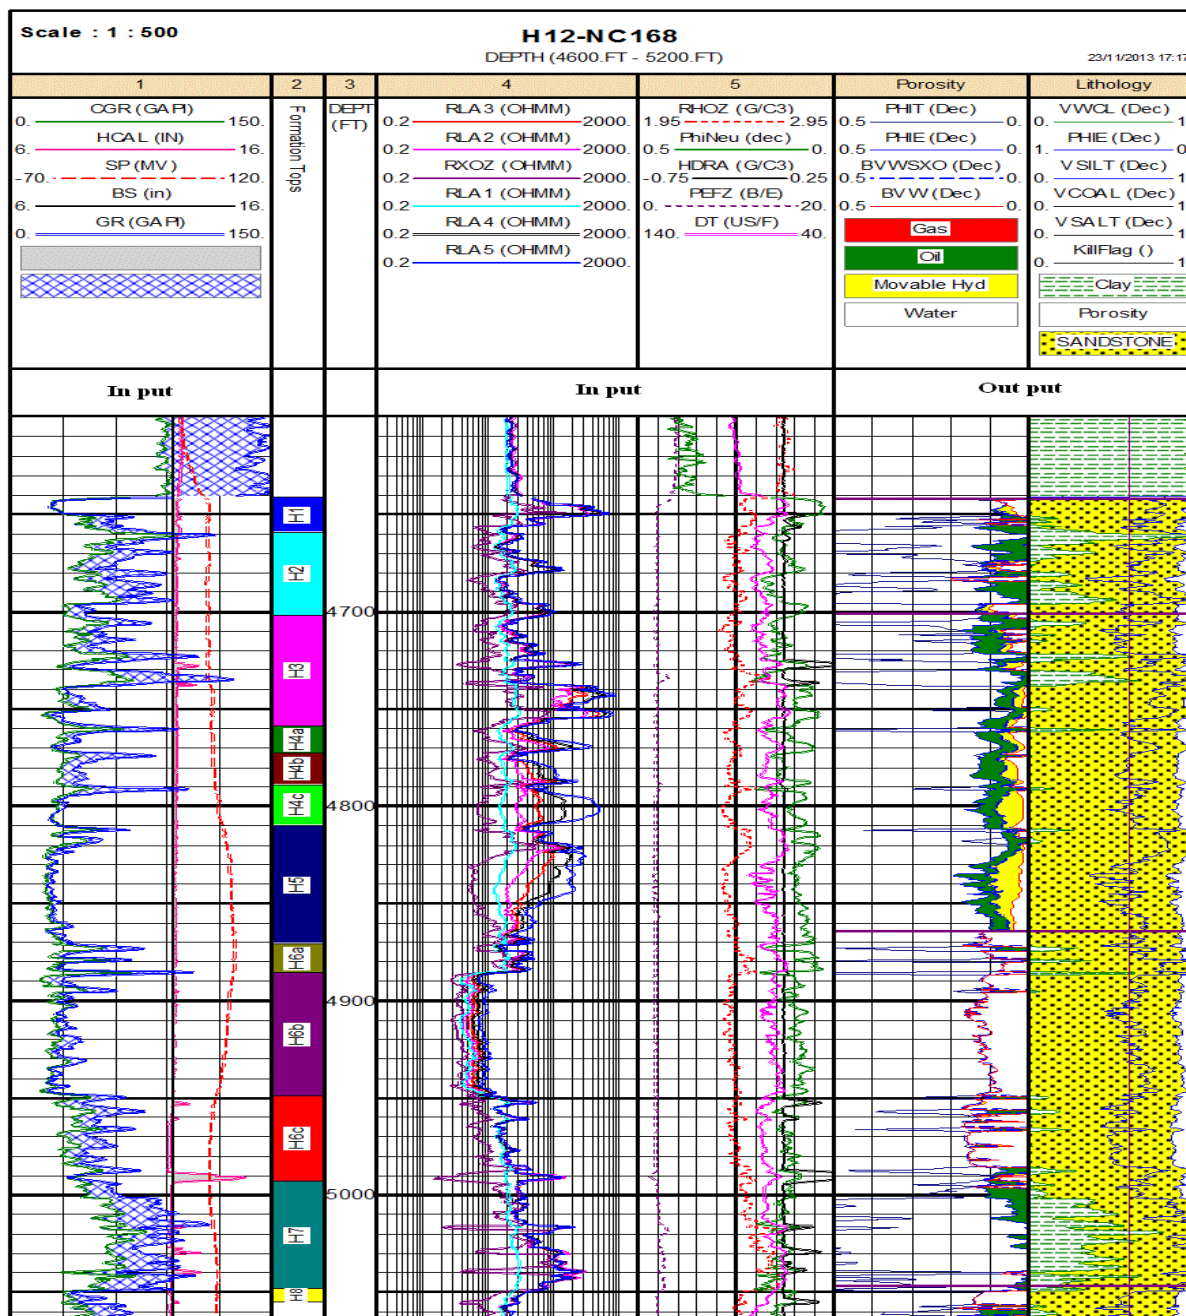 Scale : 1 : 500
H12-NC168
DEPTH (4600.FT - 5200.FT)
23/11/2013 17:17
1 2 3 4 5 Porosity Lithology
CGR (GAPI)
0. 150.
HCAL (IN)
6. 16.
SP (MV)
-70. 120.
BS (in)
6. 16.
GR (GAPI)
0. 150.
Formation Tops
DEPT
(FT)
RLA3 (OHMM)
0.2 2000.
RLA2 (OHMM)
0.2 2000.
RXOZ (OHMM)
0.2 2000.
RLA1 (OHMM)
0.2 2000.
RLA4 (OHMM)
0.2 2000.
RLA5 (OHMM)
0.2 2000.
RHOZ (G/C3)
1.95 2.95
PhiNeu (dec)
0.5 0.
HDRA (G/C3)
-0.75 0.25
PEFZ (B/E)
0. 20.
DT (US/F)
140. 40.
PHIT (Dec)
0.5 0.
PHIE (Dec)
0.5 0.
BVWSXO (Dec)
0.5 0.
BVW (Dec)
0.5 0.
Gas
Oil
Movable Hyd
Water
VWCL (Dec)
0. 1
PHIE (Dec)
1. 0
VSILT (Dec)
0. 1
VCOAL (Dec)
0. 1
VSALT (Dec)
0. 1
KillFlag ()
0. 1
Clay
Porosity
SANDSTONE
In put
In put
Out put
H1
H2
4700
H3
H4a
H4b
H4c
4800
H5
H6a
H6b
4900
H6c
5000
H7
H8